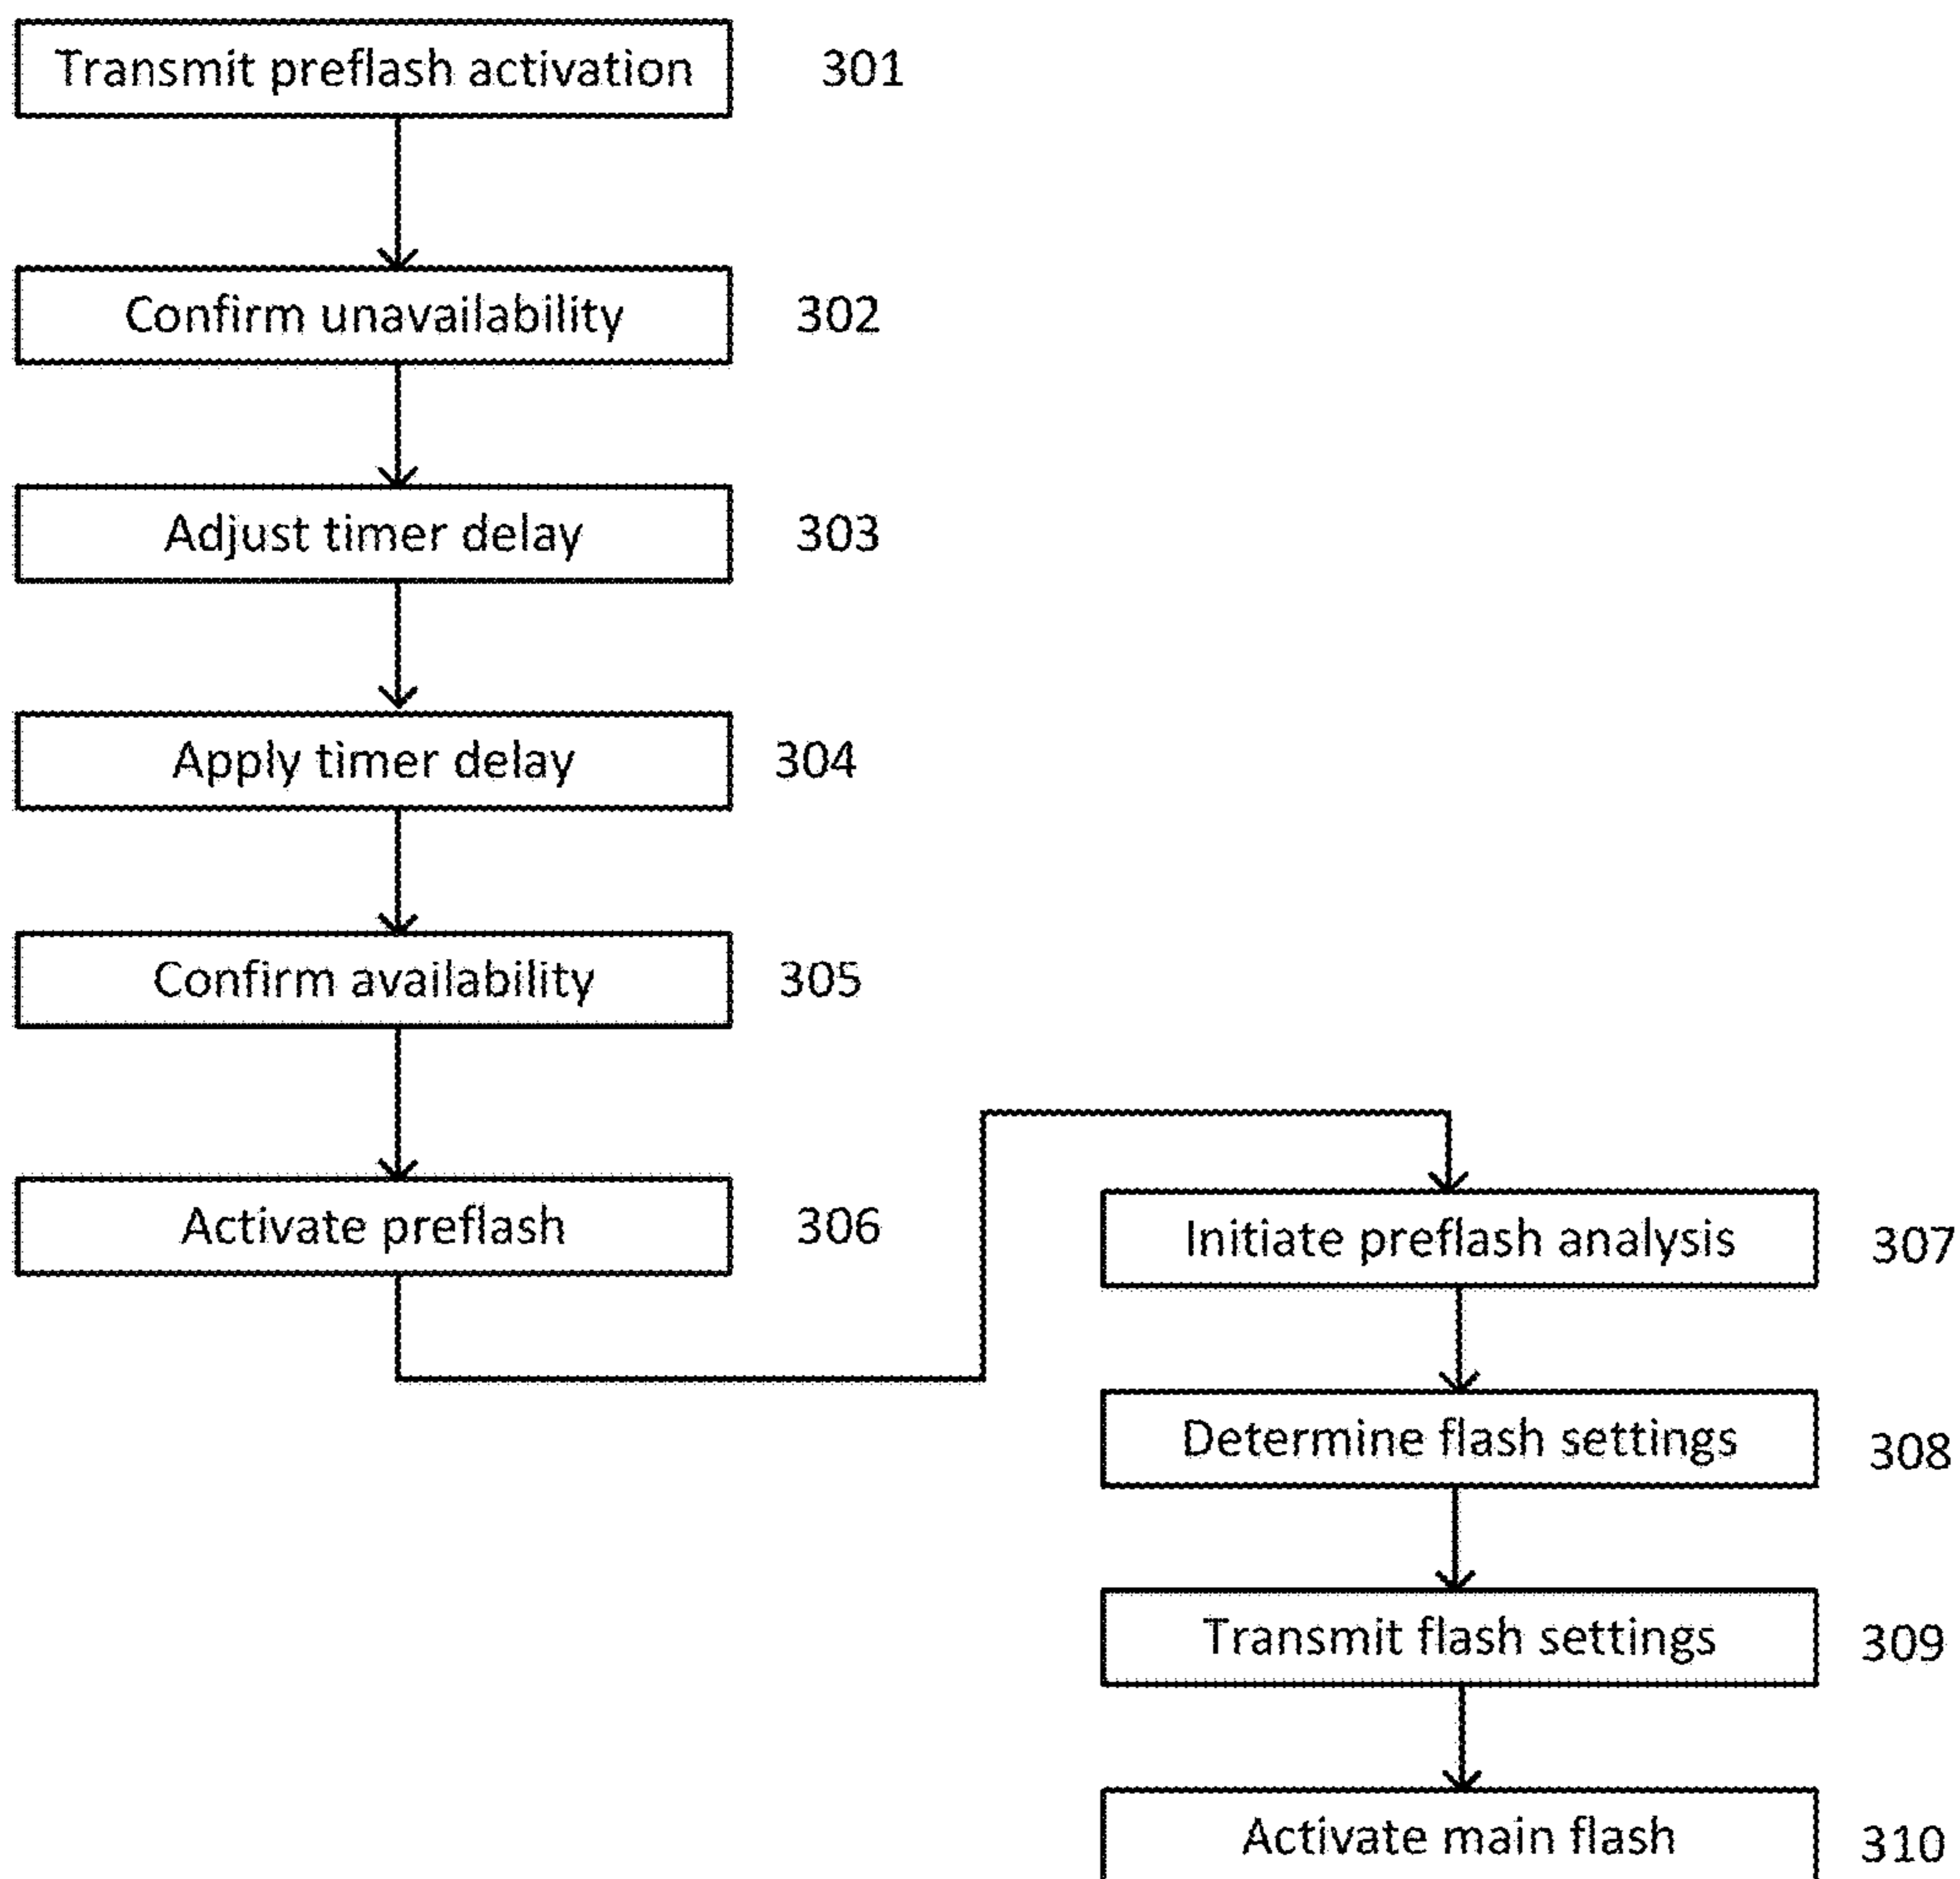 Transmit preflash activation 301
Confirm unavailability 302
Adjust timer delay 303
Apply timer delay 304
Confirm availability 305
Activate preflash 306
Initiate preflash analysis 307
Determine flash settings 308
Transmit flash settings 309
Activate main flash 310